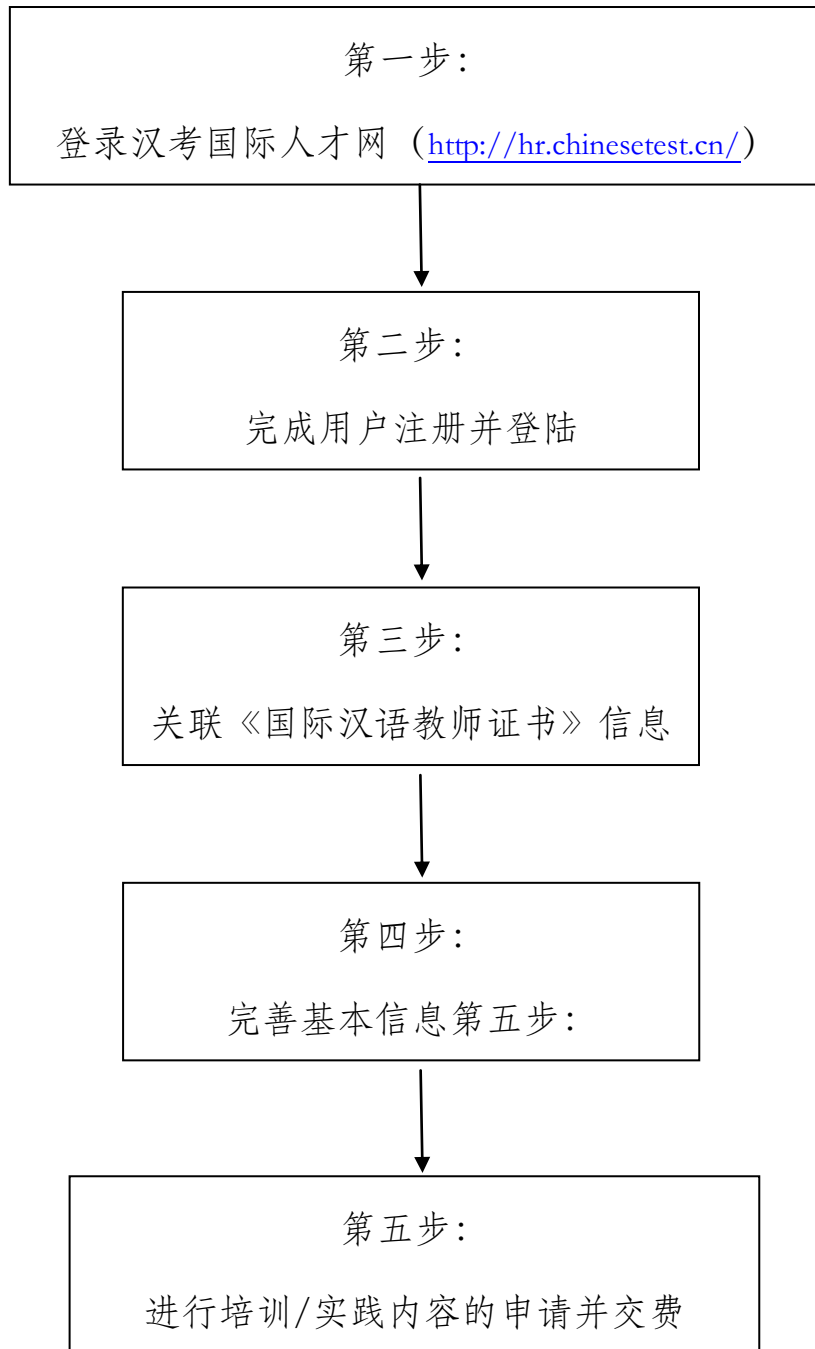 第一步：
登录汉考国际人才网（http://hr.chinesetest.cn/）
第二步：
完成用户注册并登陆
第三步：
关联《国际汉语教师证书》信息
第四步：
完善基本信息第五步：
第五步：
进行培训/实践内容的申请并交费